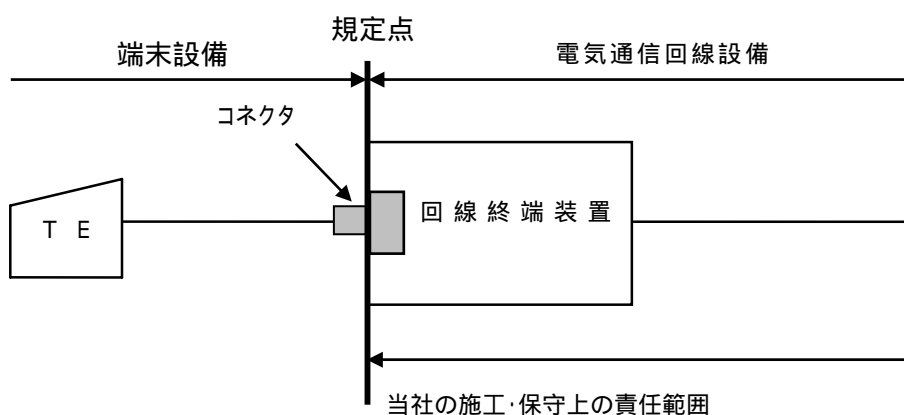 規定点
端末設備
電気通信回線設備
コネクタ
TE
回線終端装置
当社の施工･保守上の責任範囲